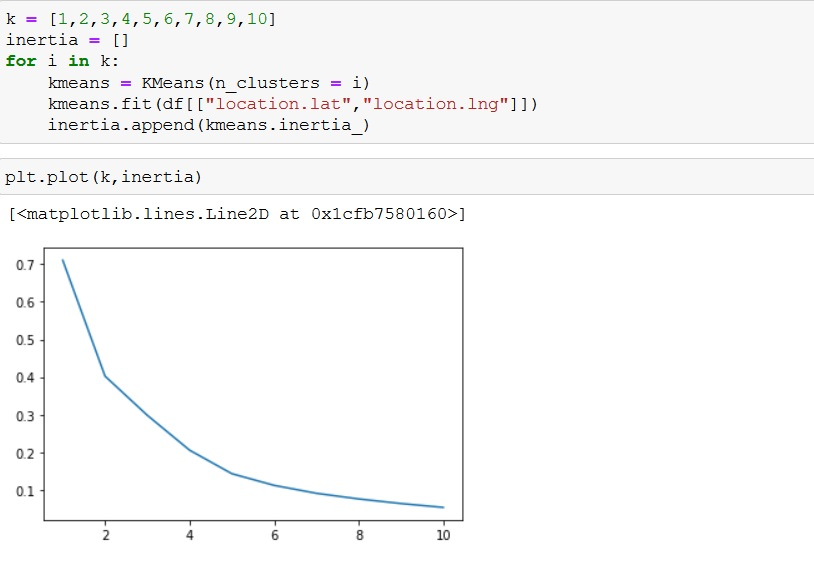 k = [1,2,3,4,5,6,7,8,9,10]
inertia = []
for i in k:
    kmeans = KMeans(n_clusters = i)
    kmeans.fit(df[["location.lat","location.lng"]])
    inertia.append(kmeans.inertia_)
plt.plot(k,inertia)
[<matplotlib.lines.Line2D at 0x1cfb7580160>]
0.7
0.6
0.5
0.4
0.3
0.2
0.1
2 4 6 8 10